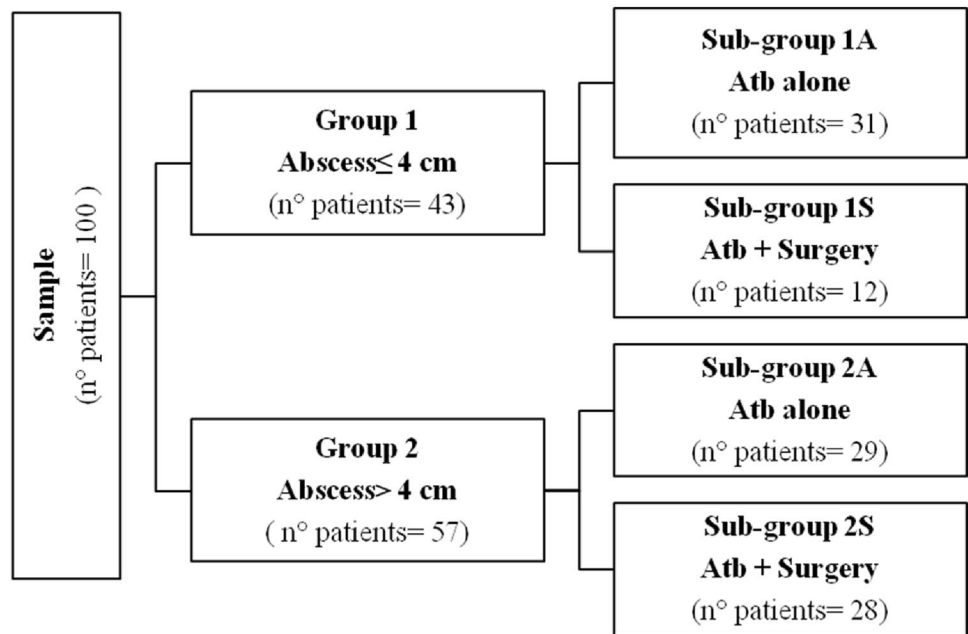 Sample
(n° patients= 100 )
Group 1
Abscess≤ 4 cm
(n° patients= 43)
Sub-group 1A
Atb alone
(n° patients= 31)
Sub-group 1S
Atb + Surgery
(n° patients= 12)
Group 2
Abscess> 4 cm
( n° patients= 57)
Sub-group 2A
Atb alone
(n° patients= 29)
Sub-group 2S
Atb + Surgery
(n° patients= 28)